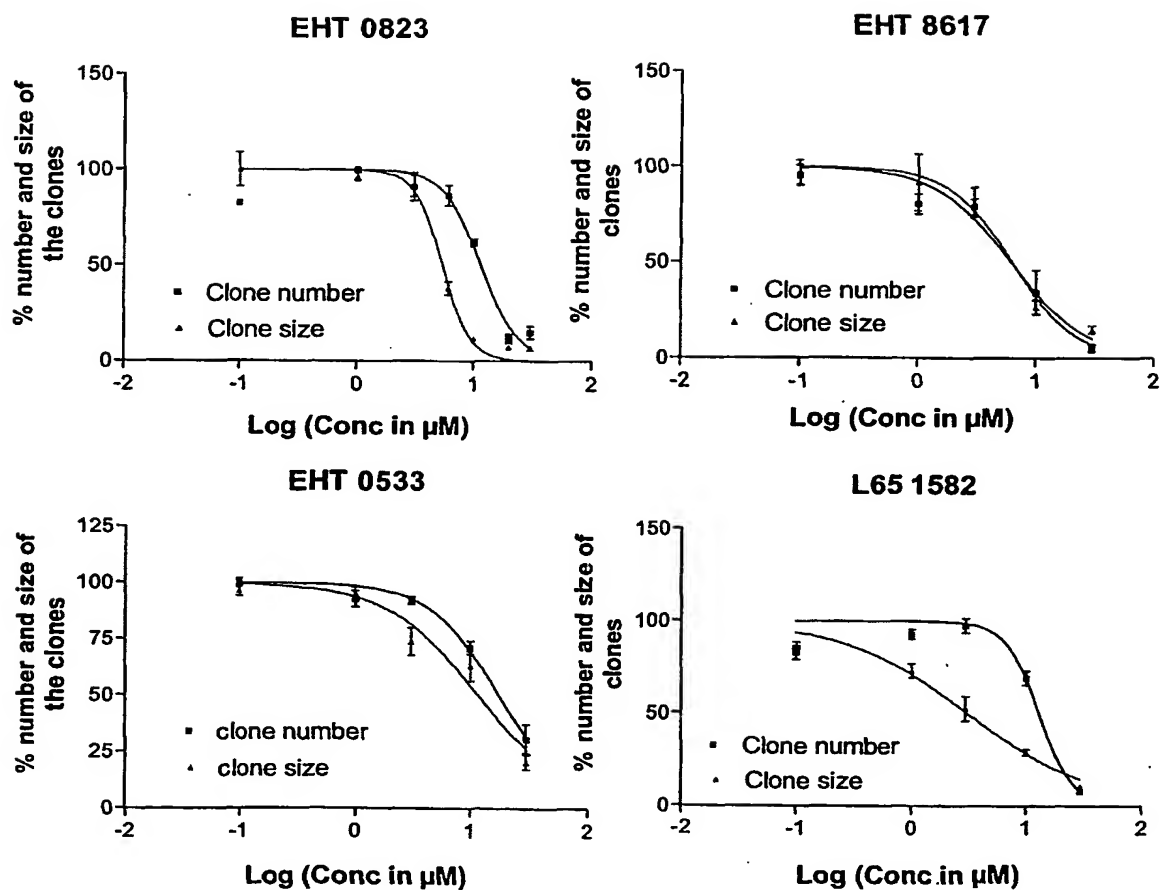 EHT 0823
% number and size of
the clones
150
100
50
0
-2
-1
0
1
2
Clone number
Clone size
Log (Conc in µM)
EHT 8617
% number and size of
clones
150
100
50
0
-2
-1
0
1
2
Clone number
Clone size
Log (Conc in µM)
EHT 0533
% number and size of
the clones
125
100
75
50
25
0
-2
-1
0
1
2
clone number
clone size
Log (Conc in µM)
L65 1582
% number and size of
clones
150
100
50
0
-2
-1
0
1
2
Clone number
Clone size
Log (Conc.in µM)